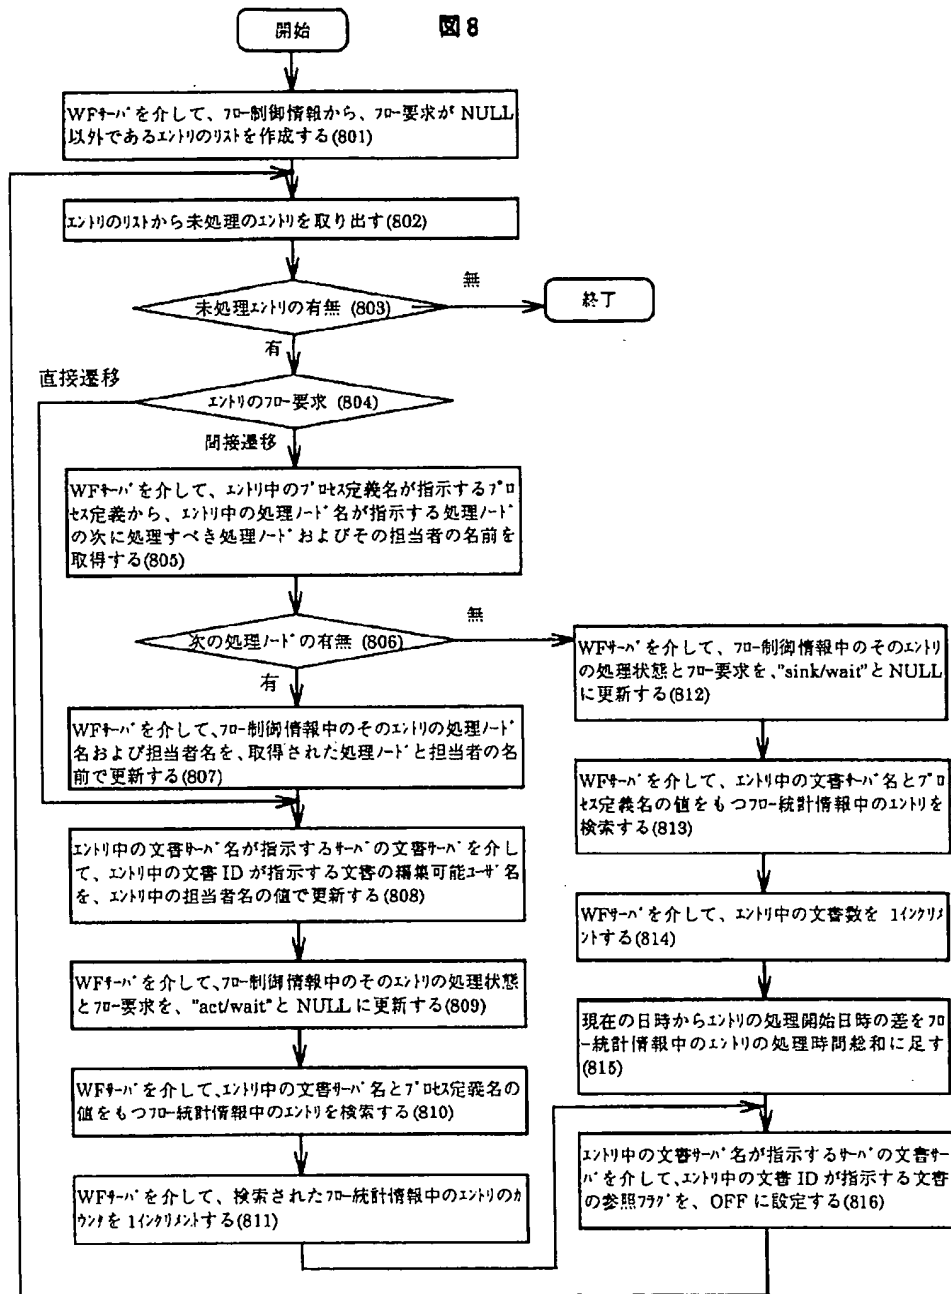 図8
開始
WFｻｰﾊﾞを介して、ﾌﾛｰ制御情報から、ﾌﾛｰ要求が NULL
以外であるｴﾝﾄﾘのﾘｽﾄを作成する(801)
ｴﾝﾄﾘのﾘｽﾄから未処理のｴﾝﾄﾘを取り出す(802)
未処理ｴﾝﾄﾘの有無 (803)
無
終了
有
直接遷移
ｴﾝﾄﾘのﾌﾛｰ要求 (804)
間接遷移
WFｻｰﾊﾞを介して、ｴﾝﾄﾘ中のﾌﾟﾛｾｽ定義名が指示するﾌﾟﾛ
ｾｽ定義から、ｴﾝﾄﾘ中の処理ﾉｰﾄﾞ名が指示する処理ﾉｰﾄﾞ
の次に処理すべき処理ﾉｰﾄﾞおよびその担当者の名前を
取得する(805)
次の処理ﾉｰﾄﾞの有無 (806)
無
有
WFｻｰﾊﾞを介して、ﾌﾛｰ制御情報中のそのｴﾝﾄﾘの処理ﾉｰﾄﾞ
名および担当者名を、取得された処理ﾉｰﾄﾞと担当者の名
前で更新する(807)
ｴﾝﾄﾘ中の文書ｻｰﾊﾞ名が指示するｻｰﾊﾞの文書ｻｰﾊﾞを介し
て、ｴﾝﾄﾘ中の文書 ID が指示する文書の編集可能ﾕｰｻﾞ名
を、ｴﾝﾄﾘ中の担当者名の値で更新する(808)
WFｻｰﾊﾞを介して、ﾌﾛｰ制御情報中のそのｴﾝﾄﾘの処理状態
とﾌﾛｰ要求を、"act/wait"と NULL に更新する(809)
WFｻｰﾊﾞを介して、ｴﾝﾄﾘ中の文書ｻｰﾊﾞ名とﾌﾟﾛｾｽ定義名の
値をもつﾌﾛｰ統計情報中のｴﾝﾄﾘを検索する(810)
WFｻｰﾊﾞを介して、検索されたﾌﾛｰ統計情報中のｴﾝﾄﾘのｶ
ｳﾝﾀを 1ｲﾝｸﾘﾒﾝﾄする(811)
WFｻｰﾊﾞを介して、ﾌﾛｰ制御情報中のそのｴﾝﾄﾘ
の処理状態とﾌﾛｰ要求を、"sink/wait"と NULL
に更新する(812)
WFｻｰﾊﾞを介して、ｴﾝﾄﾘ中の文書ｻｰﾊﾞ名とﾌﾟﾛ
ｾｽ定義名の値をもつﾌﾛｰ統計情報中のｴﾝﾄﾘを
検索する(813)
WFｻｰﾊﾞを介して、ｴﾝﾄﾘ中の文書数を 1ｲﾝｸﾘﾒ
ﾝﾄする(814)
現在の日時からｴﾝﾄﾘの処理開始日時の差をﾌﾛ
ｰ統計情報中のｴﾝﾄﾘの処理時間総和に足す
(815)
ｴﾝﾄﾘ中の文書ｻｰﾊﾞ名が指示するｻｰﾊﾞの文書ｻｰ
ﾊﾞを介して、ｴﾝﾄﾘ中の文書 ID が指示する文書
の参照ﾌﾗｸﾞを、OFF に設定する(816)